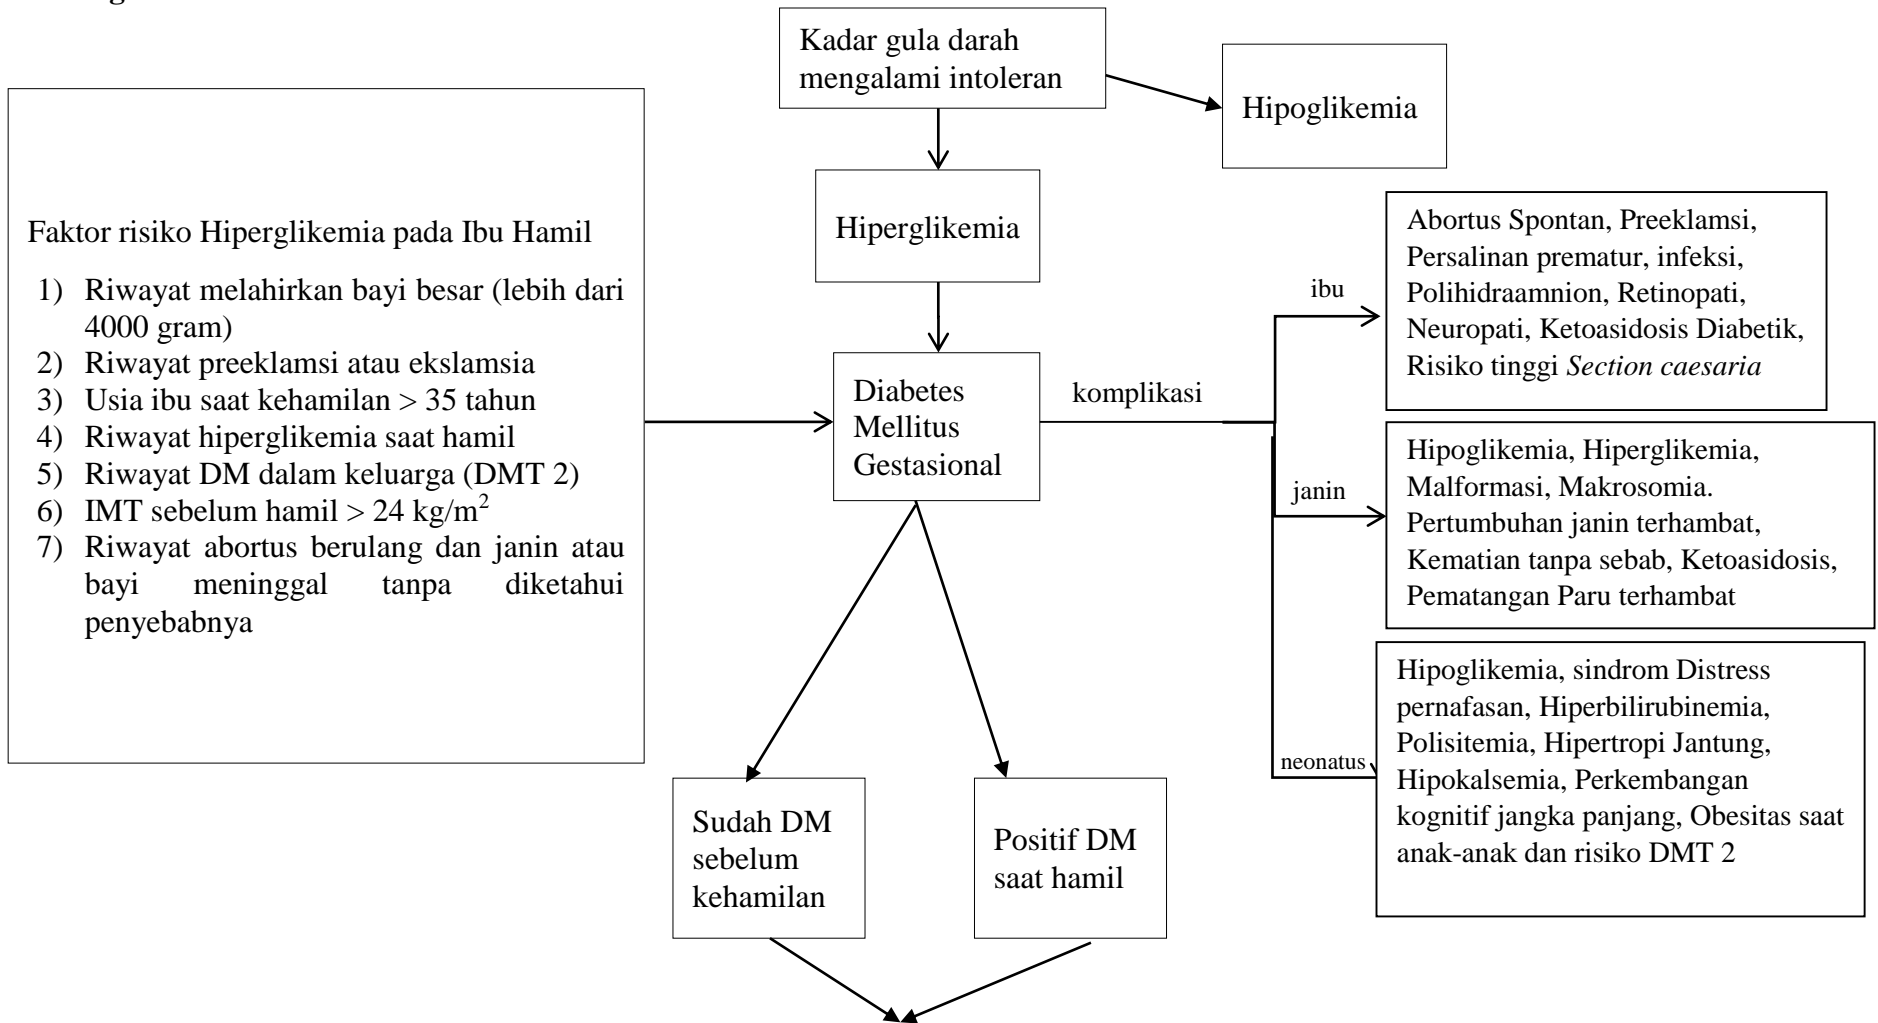 Kadar gula darah
mengalami intoleran
Hipoglikemia
Hiperglikemia
Faktor risiko Hiperglikemia pada Ibu Hamil
1) Riwayat melahirkan bayi besar (lebih dari
4000 gram)
2) Riwayat preeklamsi atau ekslamsia
3) Usia ibu saat kehamilan > 35 tahun
4) Riwayat hiperglikemia saat hamil
5) Riwayat DM dalam keluarga (DMT 2)
6) IMT sebelum hamil > 24 kg/m²
7) Riwayat abortus berulang dan janin atau
bayi meninggal tanpa diketahui
penyebabnya
Diabetes
Mellitus
Gestasional
komplikasi
ibu
Abortus Spontan, Preeklamsi,
Persalinan prematur, infeksi,
Polihidraamnion, Retinopati,
Neuropati, Ketoasidosis Diabetik,
Risiko tinggi Section caesaria
janin
Hipoglikemia, Hiperglikemia,
Malformasi, Makrosomia.
Pertumbuhan janin terhambat,
Kematian tanpa sebab, Ketoasidosis,
Pematangan Paru terhambat
neonatus
Hipoglikemia, sindrom Distress
pernafasan, Hiperbilirubinemia,
Polisitemia, Hipertropi Jantung,
Hipokalsemia, Perkembangan
kognitif jangka panjang, Obesitas saat
anak-anak dan risiko DMT 2
Sudah DM
sebelum
kehamilan
Positif DM
saat hamil